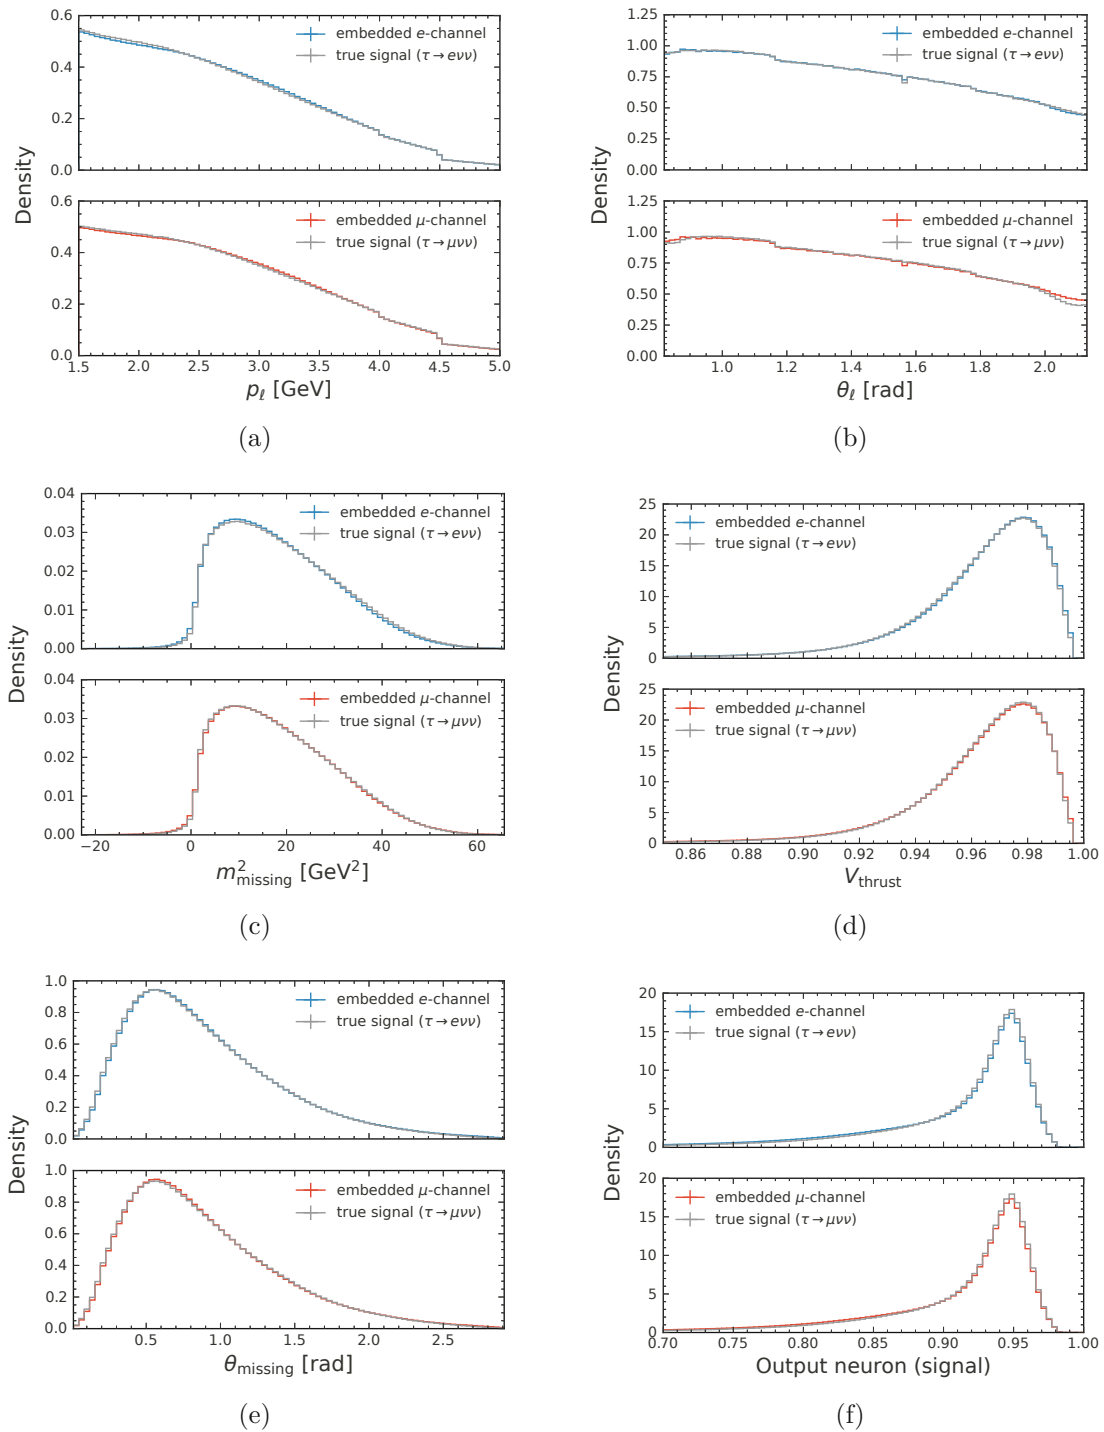 0.6
0.4
0.2
0.0
embedded e-channel
true signal (τ→eνν)
0.6
0.4
0.2
0.0
embedded μ-channel
true signal (τ→μνν)
Density
1.5 2.0 2.5 3.0 3.5 4.0 4.5 5.0
pℓ [GeV]
(a)
1.25
1.00
0.75
0.50
0.25
0.00
embedded e-channel
true signal (τ→eνν)
1.25
1.00
0.75
0.50
0.25
0.00
embedded μ-channel
true signal (τ→μνν)
Density
1.0 1.2 1.4 1.6 1.8 2.0
θℓ [rad]
(b)
0.04
0.03
0.02
0.01
0.00
embedded e-channel
true signal (τ→eνν)
0.04
0.03
0.02
0.01
0.00
embedded μ-channel
true signal (τ→μνν)
Density
−20 0 20 40 60
m²missing [GeV²]
(c)
25
20
15
10
5
0
embedded e-channel
true signal (τ→eνν)
25
20
15
10
5
0
embedded μ-channel
true signal (τ→μνν)
Density
0.86 0.88 0.90 0.92 0.94 0.96 0.98 1.00
Vthrust
(d)
1.0
0.8
0.6
0.4
0.2
0.0
embedded e-channel
true signal (τ→eνν)
1.0
0.8
0.6
0.4
0.2
0.0
embedded μ-channel
true signal (τ→μνν)
Density
0.5 1.0 1.5 2.0 2.5
θmissing [rad]
(e)
20
15
10
5
0
embedded e-channel
true signal (τ→eνν)
20
15
10
5
0
embedded μ-channel
true signal (τ→μνν)
Density
0.70 0.75 0.80 0.85 0.90 0.95 1.00
Output neuron (signal)
(f)